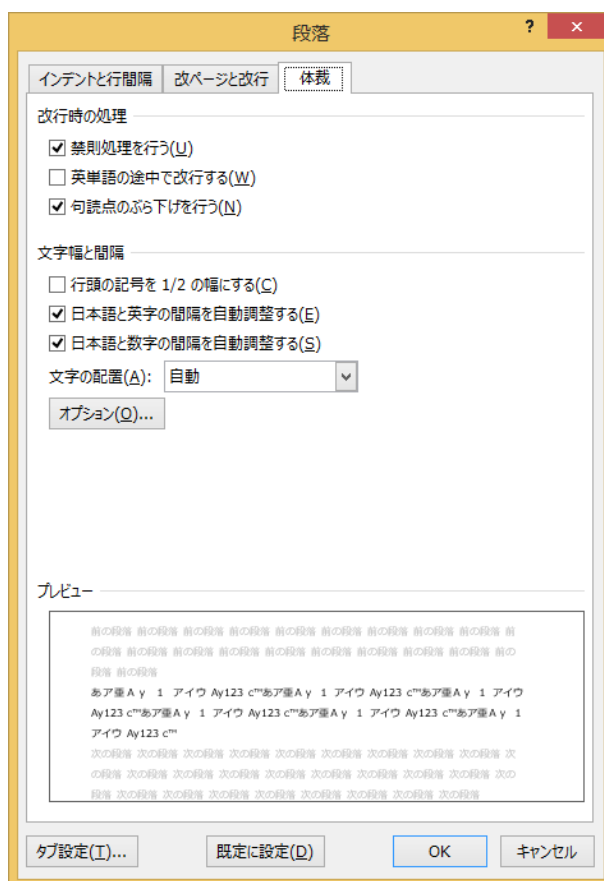 段落
? ×
インデントと行間隔 改ページと改行 体裁
改行時の処理
禁則処理を行う(U)
英単語の途中で改行する(W)
句読点のぶら下げを行う(N)
文字幅と間隔
行頭の記号を 1/2 の幅にする(C)
日本語と英字の間隔を自動調整する(E)
日本語と数字の間隔を自動調整する(S)
文字の配置(A): 自動
オプション(O)...
プレビュー
前の段落 前の段落 前の段落 前の段落 前の段落 前の段落 前の段落 前の段落 前の段落 前
の段落 前の段落 前の段落 前の段落 前の段落 前の段落 前の段落 前の段落 前の段落 前の
段落 前の段落
あア亜Ay 1 アイウ Ay123 c™あア亜Ay 1 アイウ Ay123 c™あア亜Ay 1 アイウ
Ay123 c™あア亜Ay 1 アイウ Ay123 c™あア亜Ay 1 アイウ Ay123 c™あア亜Ay 1
アイウ Ay123 c™
次の段落 次の段落 次の段落 次の段落 次の段落 次の段落 次の段落 次の段落 次の段落 次
の段落 次の段落 次の段落 次の段落 次の段落 次の段落 次の段落 次の段落 次の段落 次の
段落 次の段落 次の段落 次の段落 次の段落 次の段落 次の段落 次の段落 次の段落
タブ設定(T)... 既定に設定(D) OK キャンセル